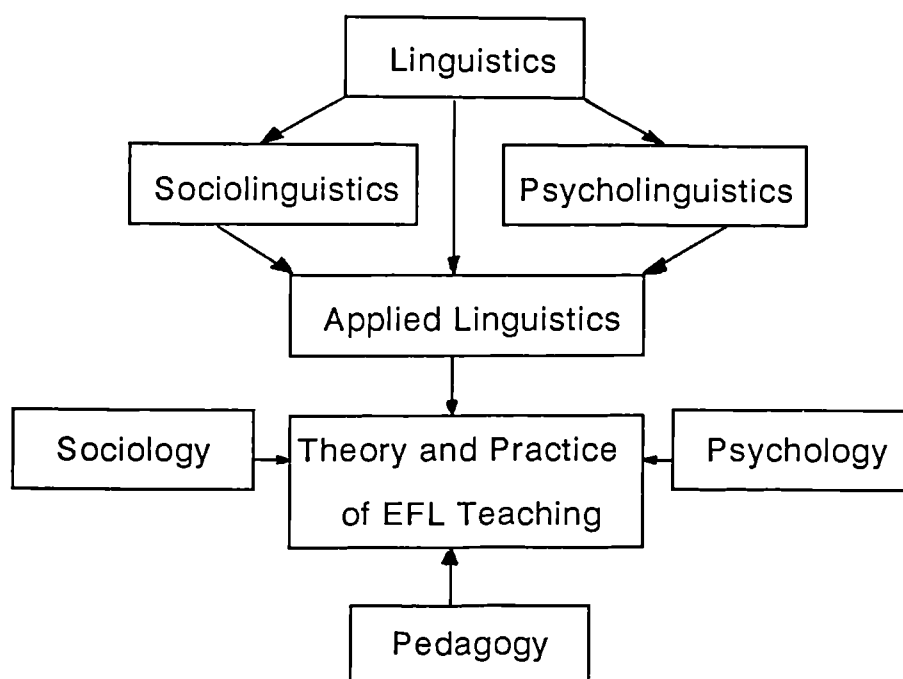 Linguistics
Sociolinguistics
Psycholinguistics
Applied Linguistics
Sociology
Theory and Practice
of EFL Teaching
Psychology
Pedagogy